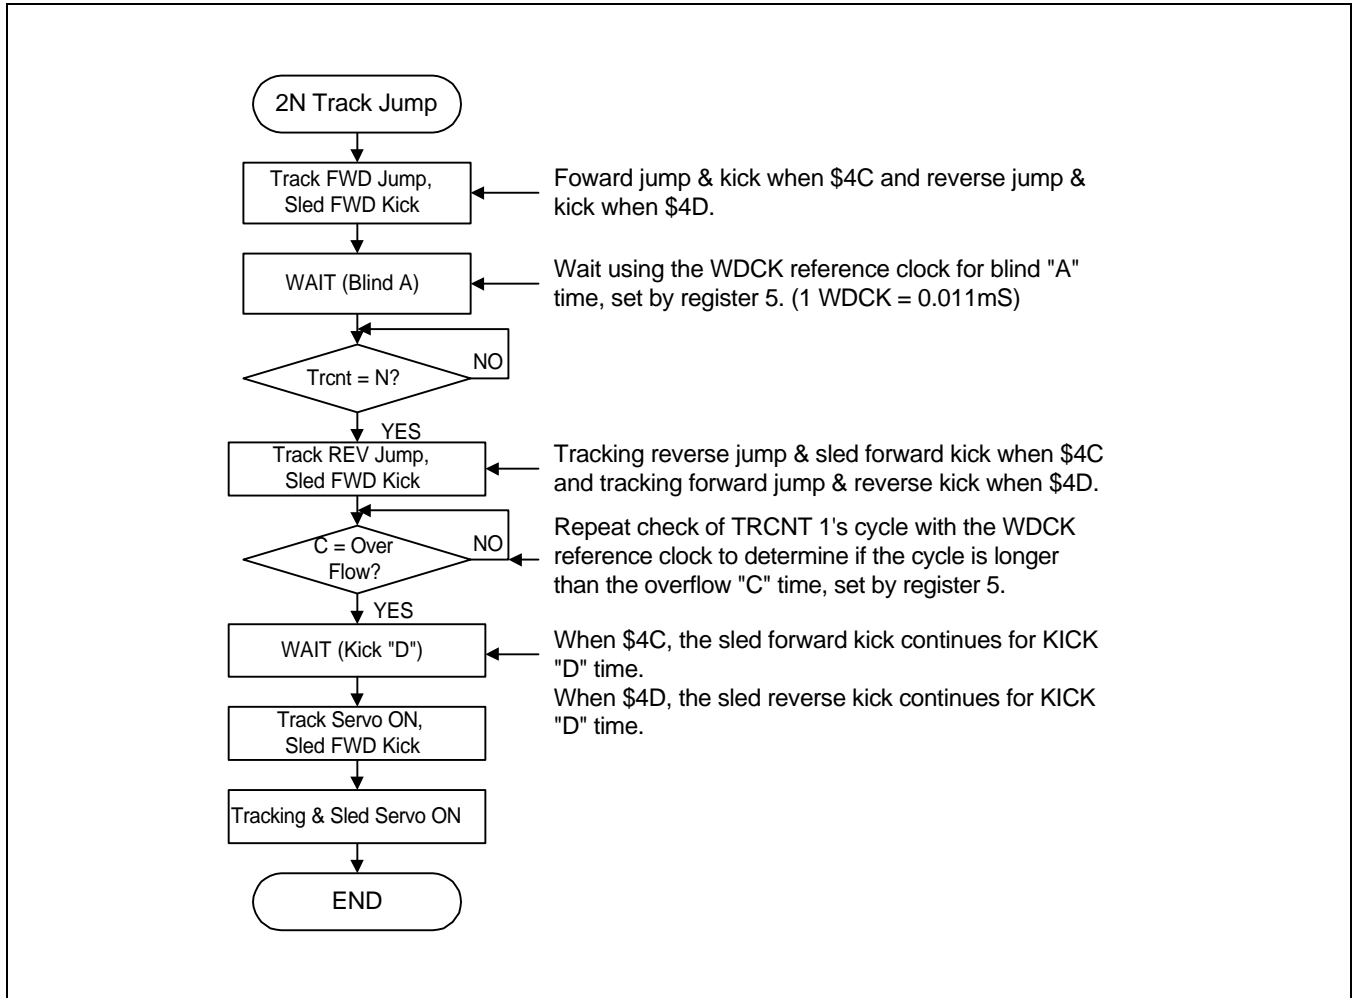 2N Track Jump
Track FWD Jump,
Sled FWD Kick
Foward jump & kick when $4C and reverse jump &
kick when $4D.
WAIT (Blind A)
Wait using the WDCK reference clock for blind "A"
time, set by register 5. (1 WDCK = 0.011mS)
NO
Trcnt = N?
YES
Track REV Jump,
Sled FWD Kick
Tracking reverse jump & sled forward kick when $4C
and tracking forward jump & reverse kick when $4D.
C = Over
Flow?
NO
Repeat check of TRCNT 1's cycle with the WDCK
reference clock to determine if the cycle is longer
than the overflow "C" time, set by register 5.
YES
WAIT (Kick "D")
When $4C, the sled forward kick continues for KICK
"D" time.
When $4D, the sled reverse kick continues for KICK
"D" time.
Track Servo ON,
Sled FWD Kick
Tracking & Sled Servo ON
END